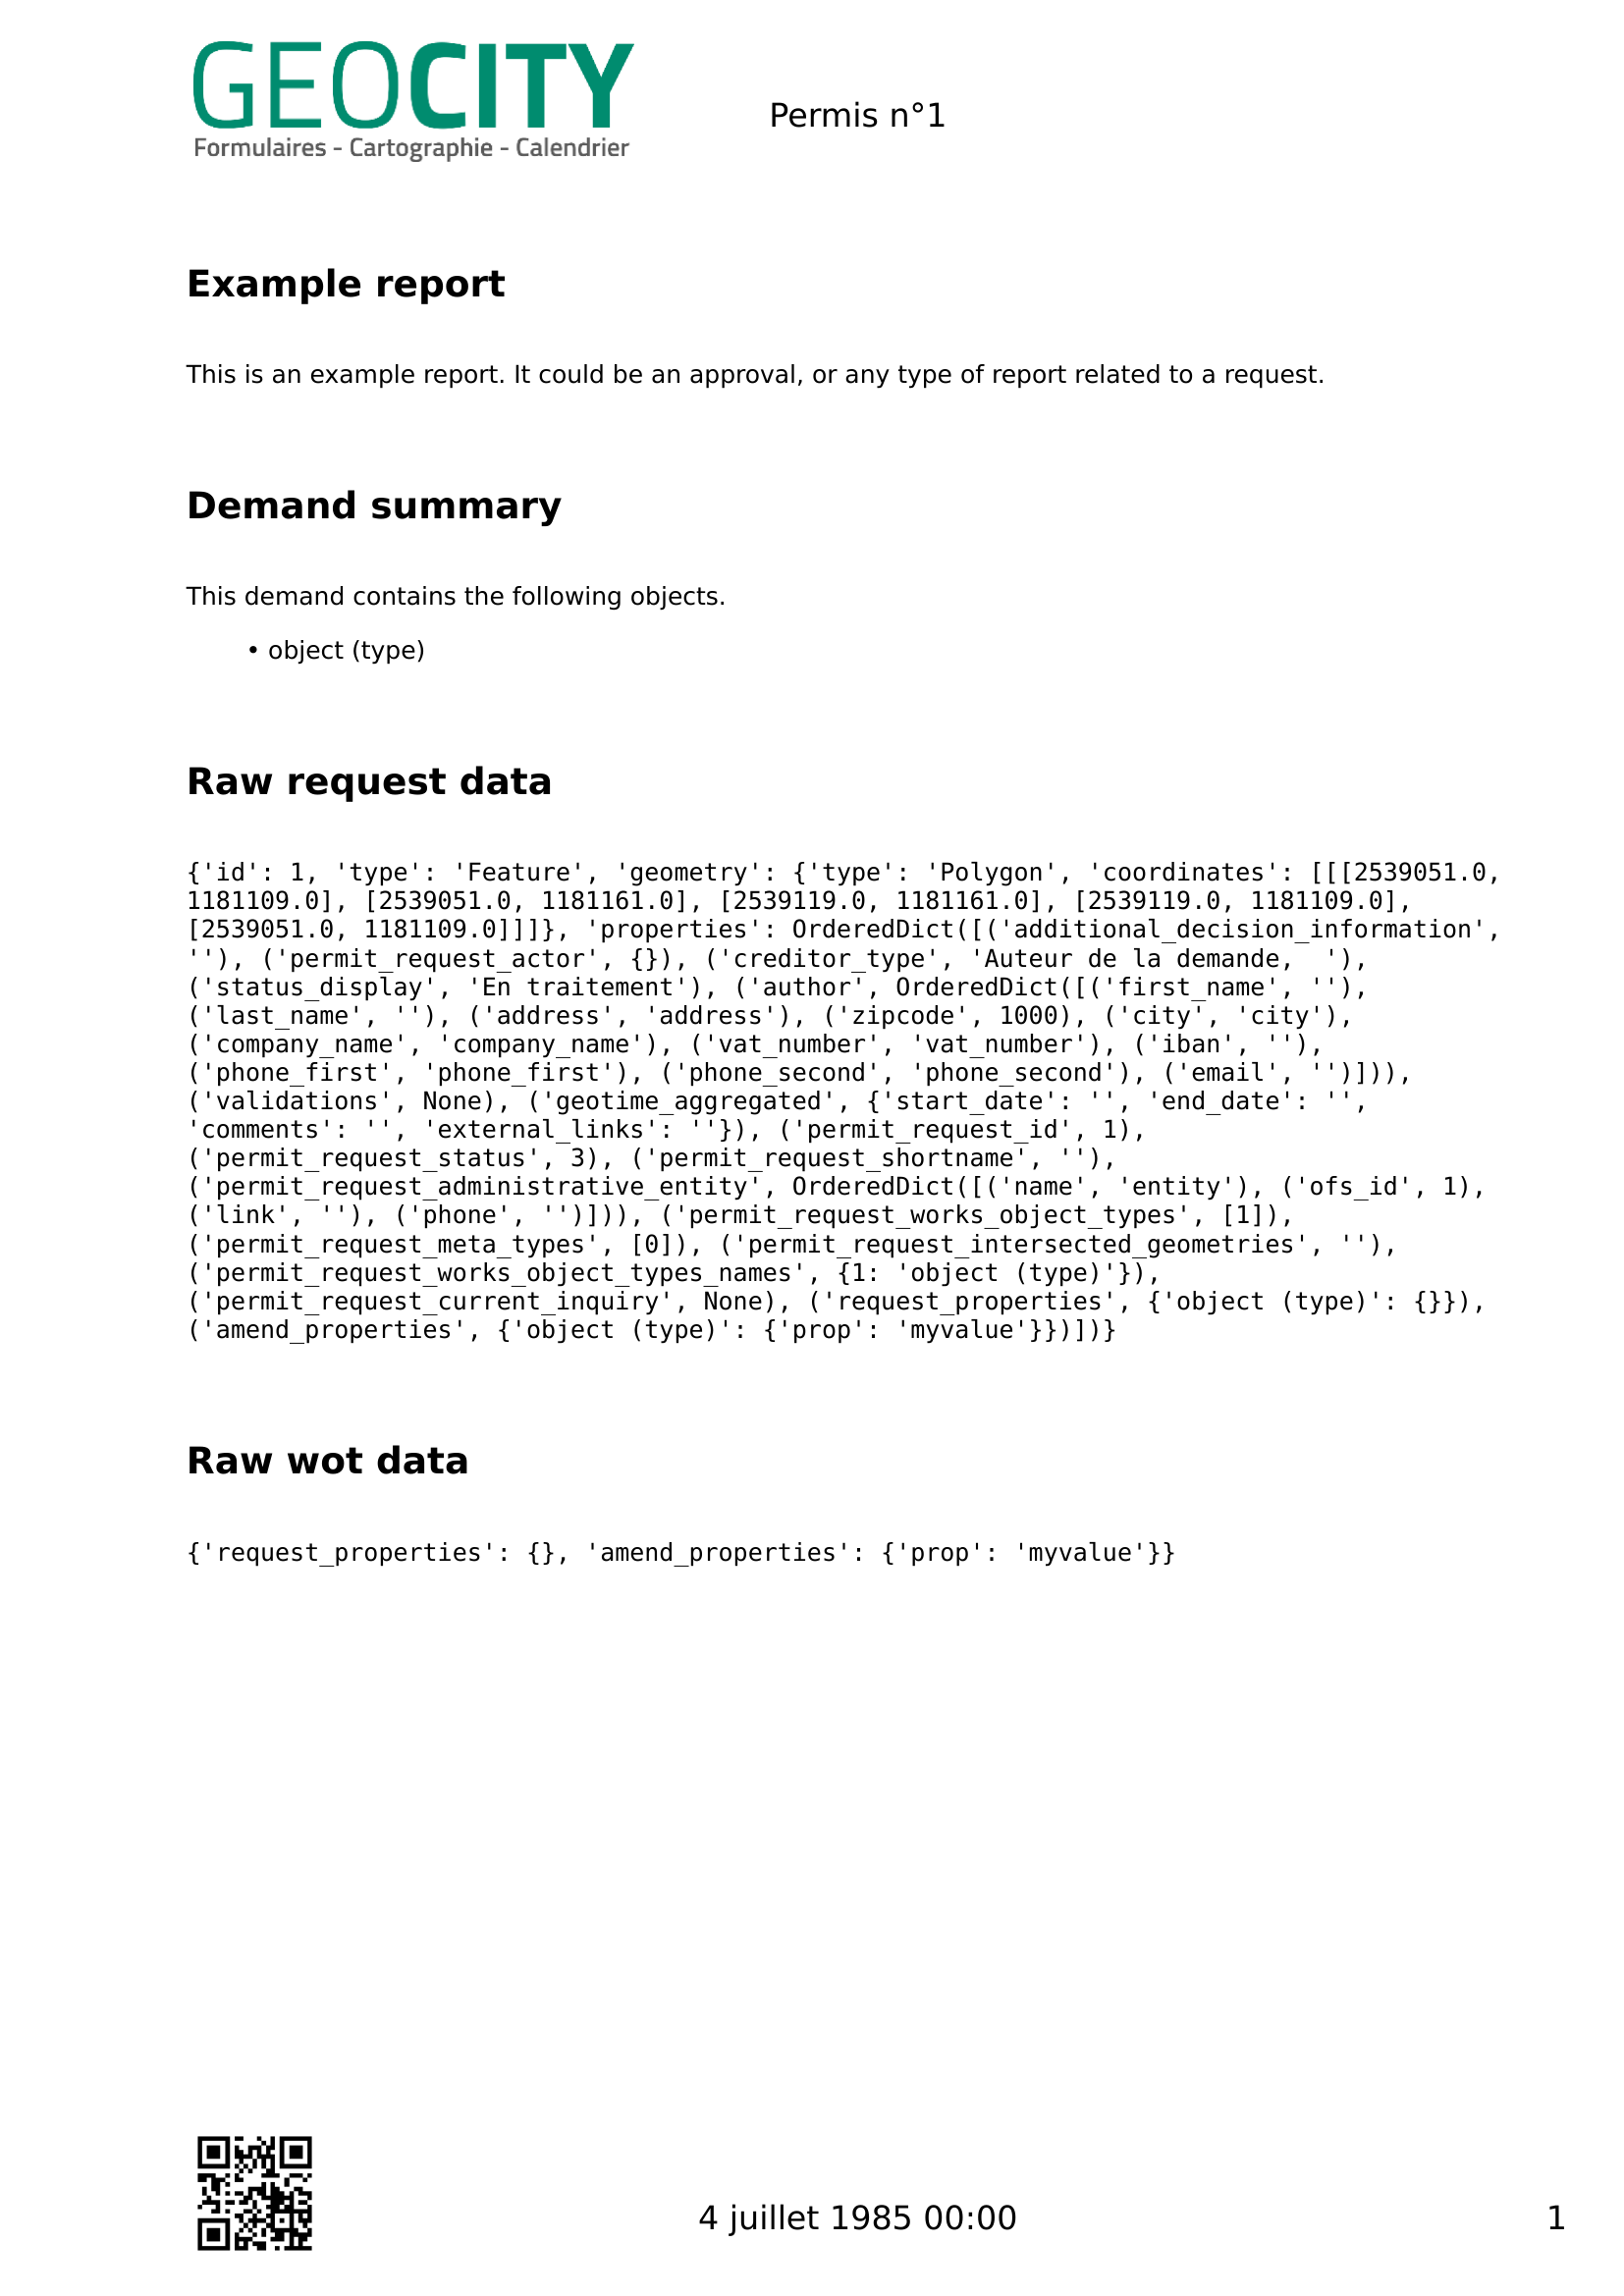 GEOCITY
Formulaires - Cartographie - Calendrier
Permis n°1
Example report
This is an example report. It could be an approval, or any type of report related to a request.
Demand summary
This demand contains the following objects.
• object (type)
Raw request data
{'id': 1, 'type': 'Feature', 'geometry': {'type': 'Polygon', 'coordinates': [[[2539051.0,
1181109.0], [2539051.0, 1181161.0], [2539119.0, 1181161.0], [2539119.0, 1181109.0],
[2539051.0, 1181109.0]]]}, 'properties': OrderedDict([('additional_decision_information',
''), ('permit_request_actor', {}), ('creditor_type', 'Auteur de la demande,  '),
('status_display', 'En traitement'), ('author', OrderedDict([('first_name', ''),
('last_name', ''), ('address', 'address'), ('zipcode', 1000), ('city', 'city'),
('company_name', 'company_name'), ('vat_number', 'vat_number'), ('iban', ''),
('phone_first', 'phone_first'), ('phone_second', 'phone_second'), ('email', '')])),
('validations', None), ('geotime_aggregated', {'start_date': '', 'end_date': '',
'comments': '', 'external_links': ''}), ('permit_request_id', 1),
('permit_request_status', 3), ('permit_request_shortname', ''),
('permit_request_administrative_entity', OrderedDict([('name', 'entity'), ('ofs_id', 1),
('link', ''), ('phone', '')])), ('permit_request_works_object_types', [1]),
('permit_request_meta_types', [0]), ('permit_request_intersected_geometries', ''),
('permit_request_works_object_types_names', {1: 'object (type)'}),
('permit_request_current_inquiry', None), ('request_properties', {'object (type)': {}}),
('amend_properties', {'object (type)': {'prop': 'myvalue'}})])}
Raw wot data
{'request_properties': {}, 'amend_properties': {'prop': 'myvalue'}}
4 juillet 1985 00:00
1